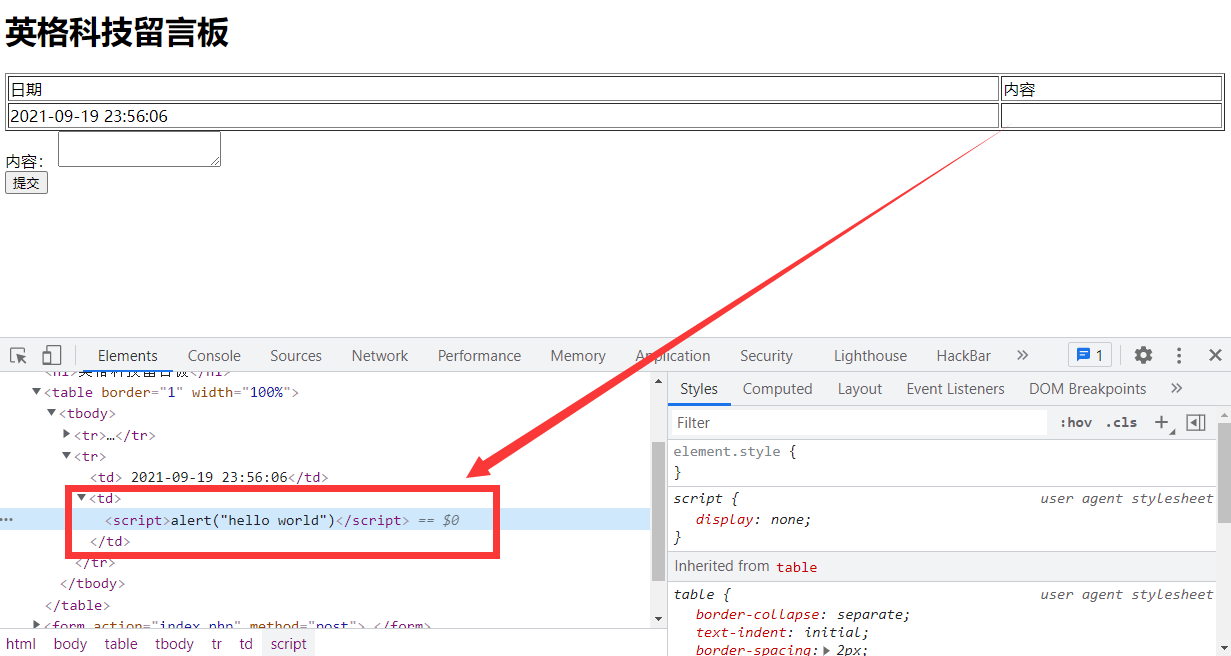 英格科技留言板
日期 内容
2021-09-19 23:56:06
内容：
提交
Elements Console Sources Network Performance Memory Application Security Lighthouse HackBar » 1
<h1>英格科技留言板</h1>
<table border="1" width="100%">
<tbody>
<tr>…</tr>
<tr>
<td> 2021-09-19 23:56:06</td>
<td>
<script>alert("hello world")</script> == $0
</td>
</tr>
</tbody>
</table>
<form action="index.php" method="post">…</form>
html body table tbody tr td script
Styles Computed Layout Event Listeners DOM Breakpoints »
Filter :hov .cls +
element.style {
}
script { user agent stylesheet
display: none;
}
Inherited from table
table { user agent stylesheet
border-collapse: separate;
text-indent: initial;
border-spacing: 2px;